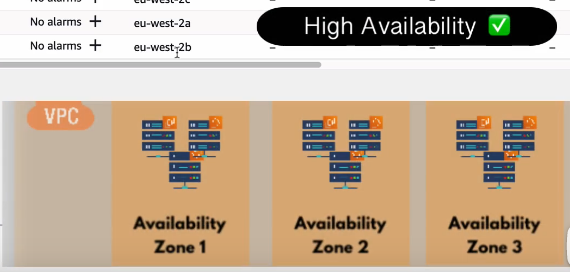 No alarms + eu-west-2c
No alarms + eu-west-2a
High Availability ✅
No alarms + eu-west-2b
VPC
Availability Zone 1
Availability Zone 2
Availability Zone 3